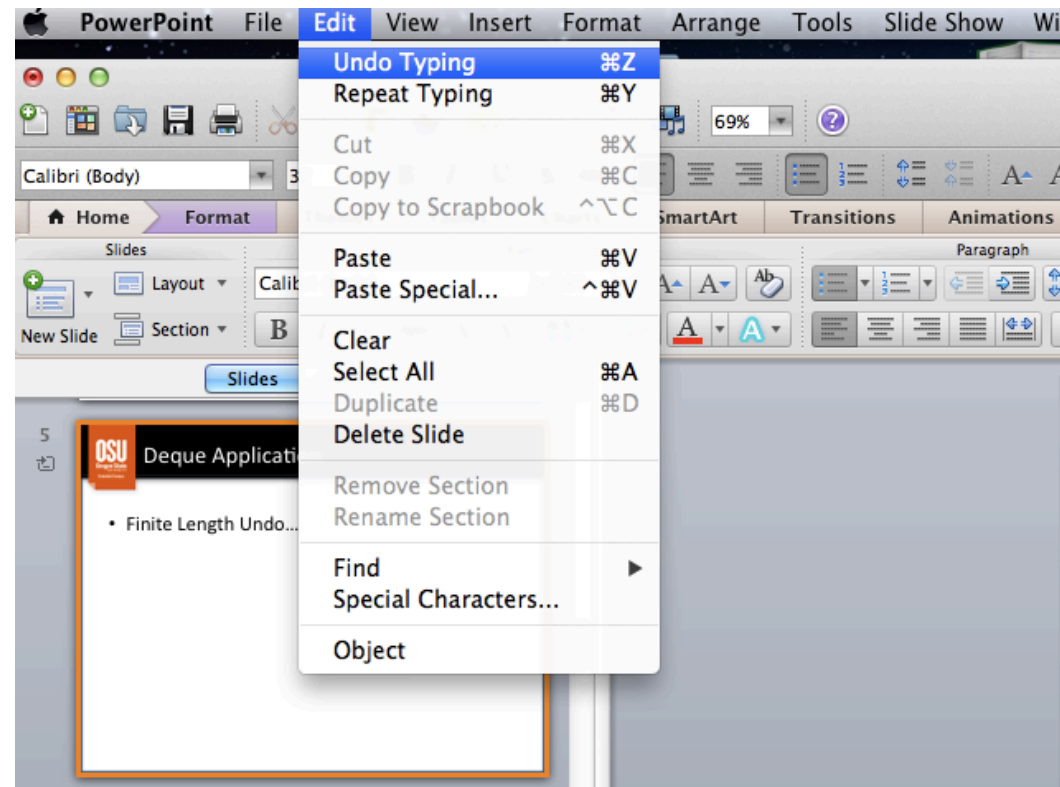 PowerPoint File Edit View Insert Format Arrange Tools Slide Show
Undo Typing ⌘Z
Repeat Typing ⌘Y
Cut ⌘X
Copy ⌘C
Copy to Scrapbook ^⌥C
Paste ⌘V
Paste Special... ^⌘V
Clear
Select All ⌘A
Duplicate ⌘D
Delete Slide
Remove Section
Rename Section
Find ▶
Special Characters...
Object
69%
Calibri (Body) 3
Home Format SmartArt Transitions Animations
Slides Paragraph
Layout Calib
New Slide Section B
Slides
5
OSU Deque Applicati
• Finite Length Undo...